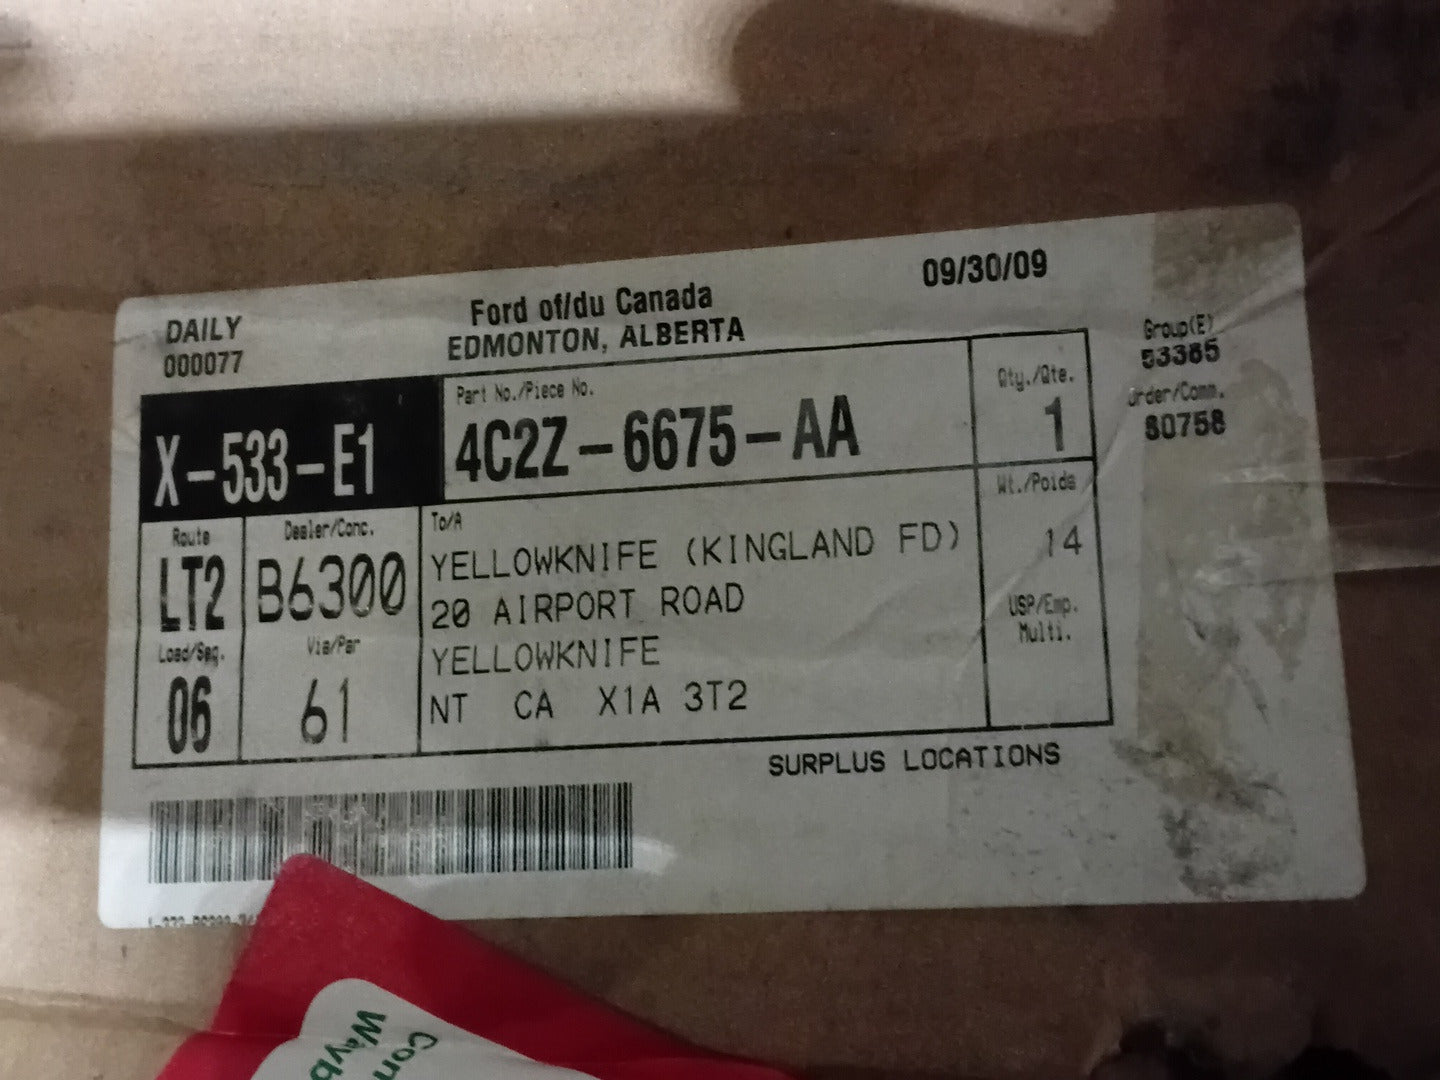 09/30/09
DAILY
000077
Ford of/du Canada
EDMONTON, ALBERTA
Group(E)
53385
Order/Comm.
80758
X-533-E1
Part No./Piece No.
4C2Z-6675-AA
Qty./Qte.
1
Route
LT2
Dealer/Conc.
B6300
To/A
YELLOWKNIFE (KINGLAND FD)
20 AIRPORT ROAD
YELLOWKNIFE
NT CA X1A 3T2
Wt./Poids
14
USP/Emp.
Multi.
Load/Seg.
06
Via/Par
61
SURPLUS LOCATIONS